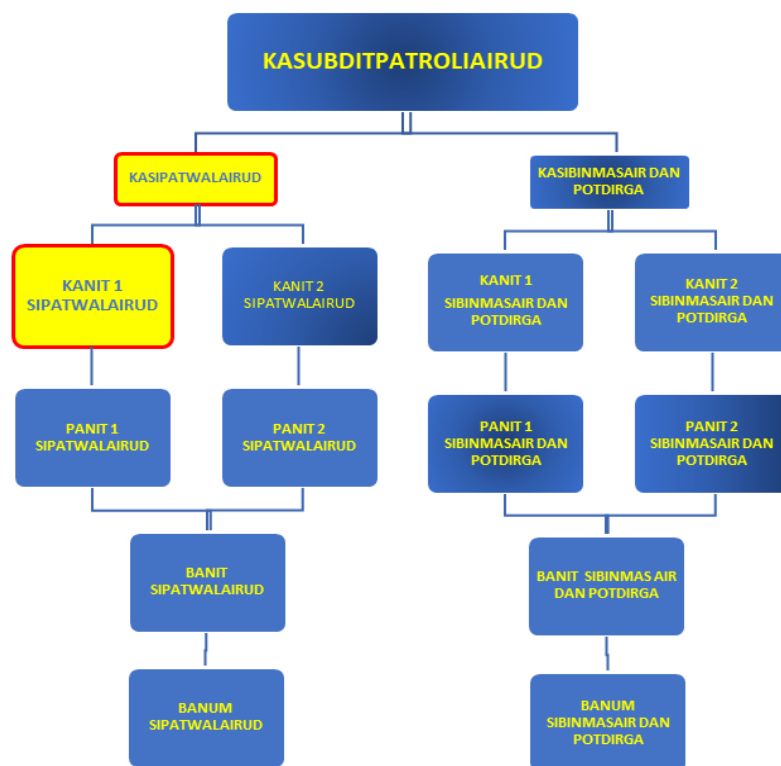 KASUBDITPATROLIAIRUD
KASIPATWALAIRUD
KASIBINMASAIR DAN
POTDIRGA
KANIT 1
SIPATWALAIRUD
KANIT 2
SIPATWALAIRUD
KANIT 1
SIBINMASAIR DAN
POTDIRGA
KANIT 2
SIBINMASAIR DAN
POTDIRGA
PANIT 1
SIPATWALAIRUD
PANIT 2
SIPATWALAIRUD
PANIT 1
SIBINMASAIR DAN
POTDIRGA
PANIT 2
SIBINMASAIR DAN
POTDIRGA
BANIT
SIPATWALAIRUD
BANIT SIBINMAS AIR
DAN POTDIRGA
BANUM
SIPATWALAIRUD
BANUM
SIBINMASAIR DAN
POTDIRGA